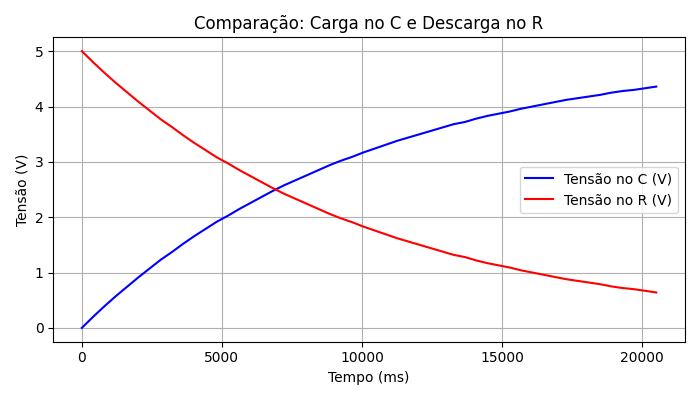 Comparação: Carga no C e Descarga no R
Tensão (V)
5
4
3
2
1
0
Tensão no C (V)
Tensão no R (V)
0 5000 10000 15000 20000
Tempo (ms)